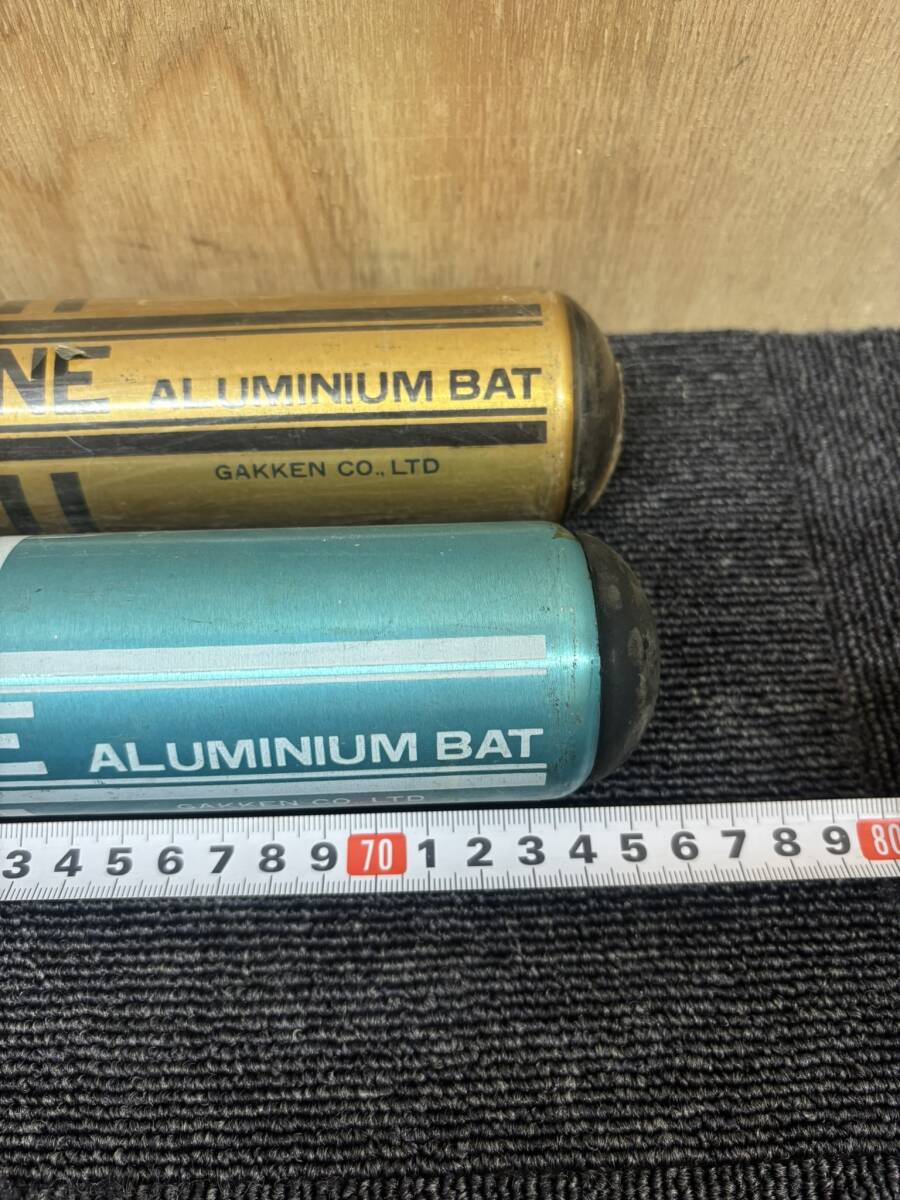 NE ALUMINIUM BAT
GAKKEN CO., LTD
E ALUMINIUM BAT
GAKKEN CO., LTD
3 4 5 6 7 8 9 70 1 2 3 4 5 6 7 8 9 80